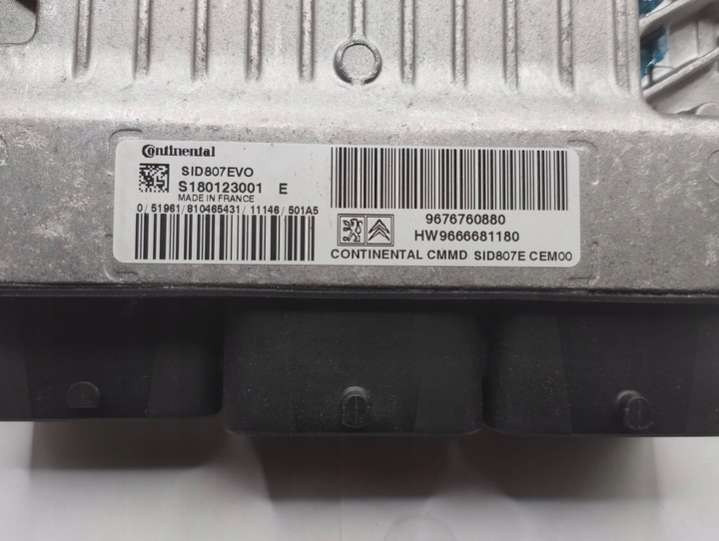 Continental
SID807EVO
S180123001 E
MADE IN FRANCE
0/51961/810465431/11146/501A5
9676760880
HW9666681180
CONTINENTAL CMMD SID807E CEM00